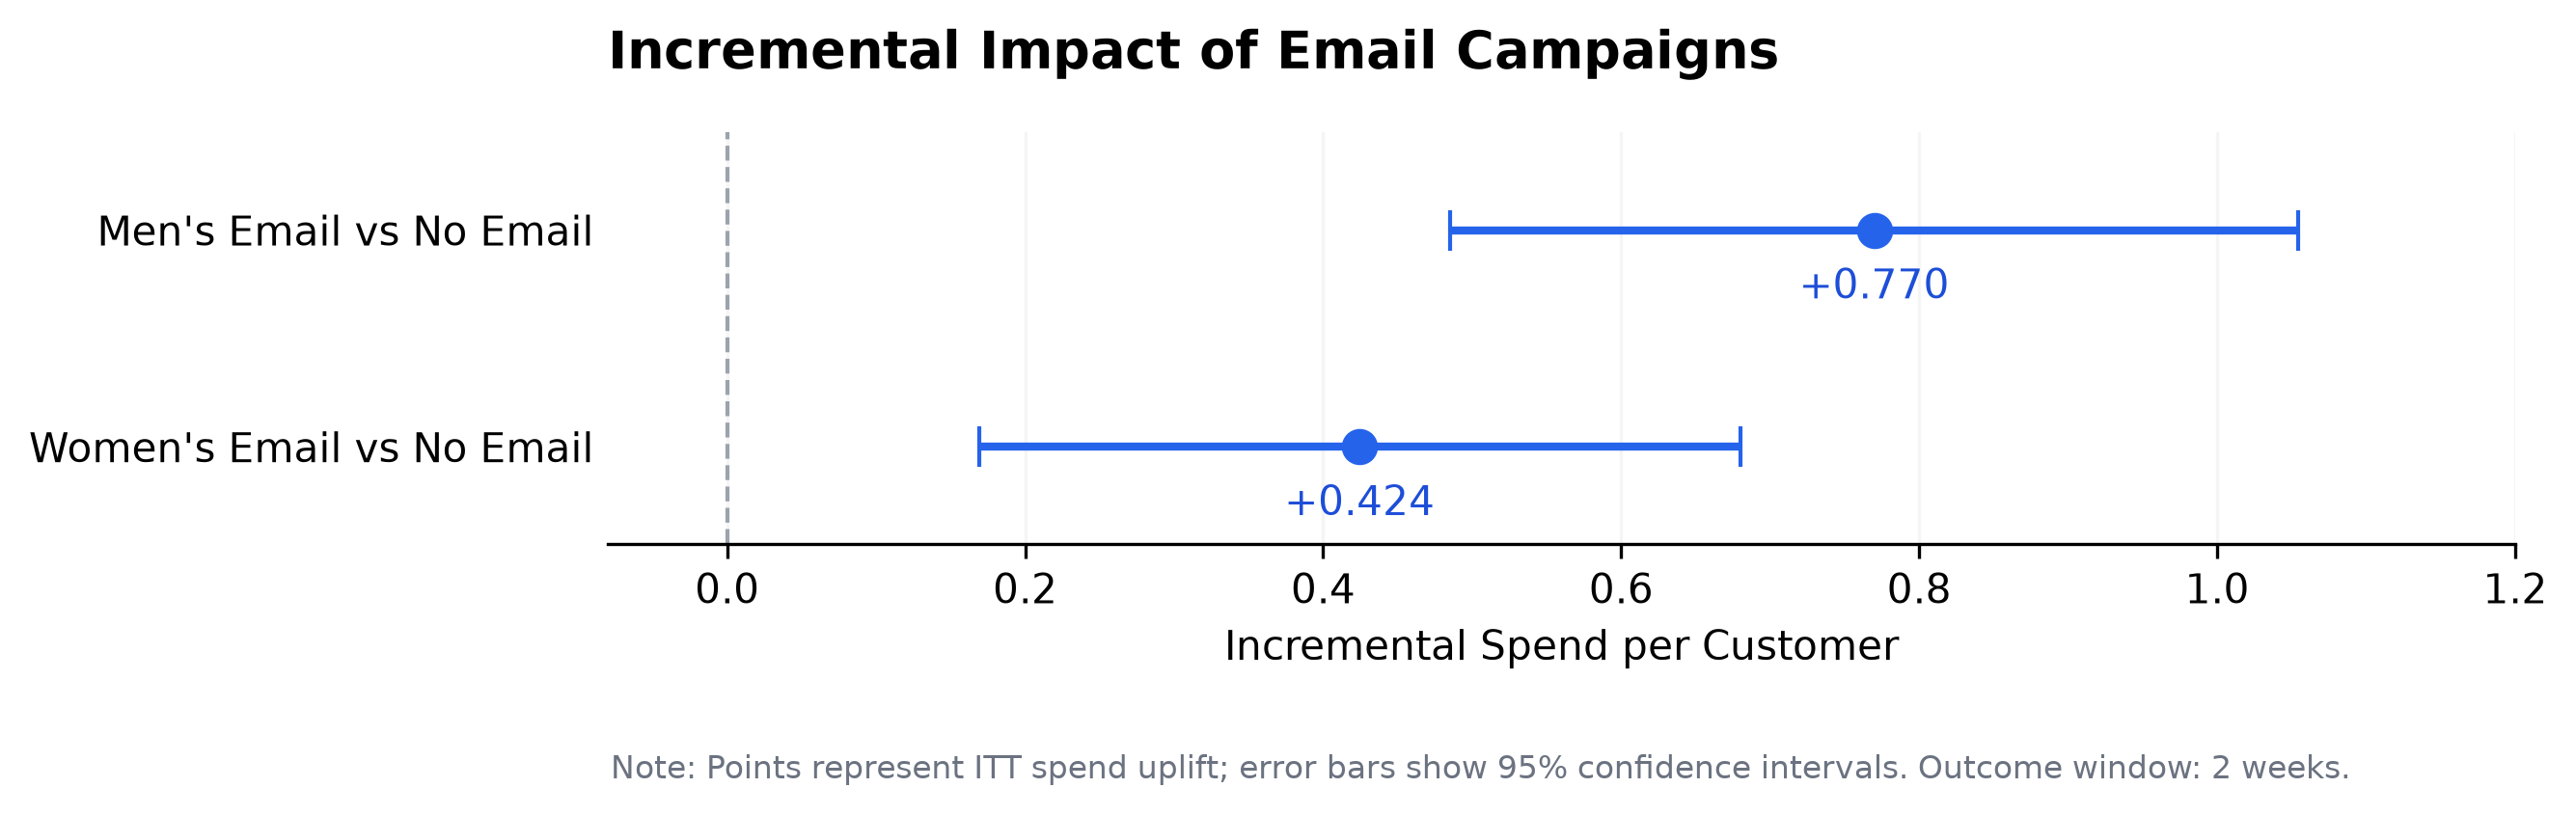 Incremental Impact of Email Campaigns
Men's Email vs No Email
+0.770
Women's Email vs No Email
+0.424
0.0 0.2 0.4 0.6 0.8 1.0 1.2
Incremental Spend per Customer
Note: Points represent ITT spend uplift; error bars show 95% confidence intervals. Outcome window: 2 weeks.